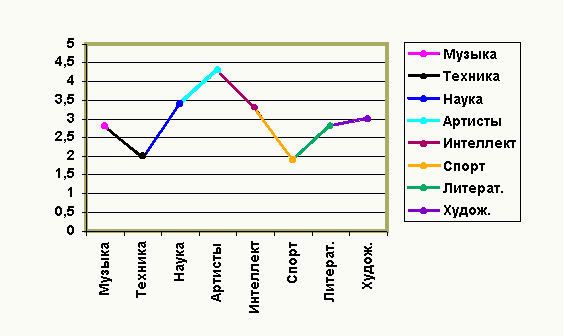 5
4,5
4
3,5
3
2,5
2
1,5
1
0,5
0
Музыка
Техника
Наука
Артисты
Интеллект
Спорт
Литерат.
Худож.
Музыка
Техника
Наука
Артисты
Интеллект
Спорт
Литерат.
Худож.